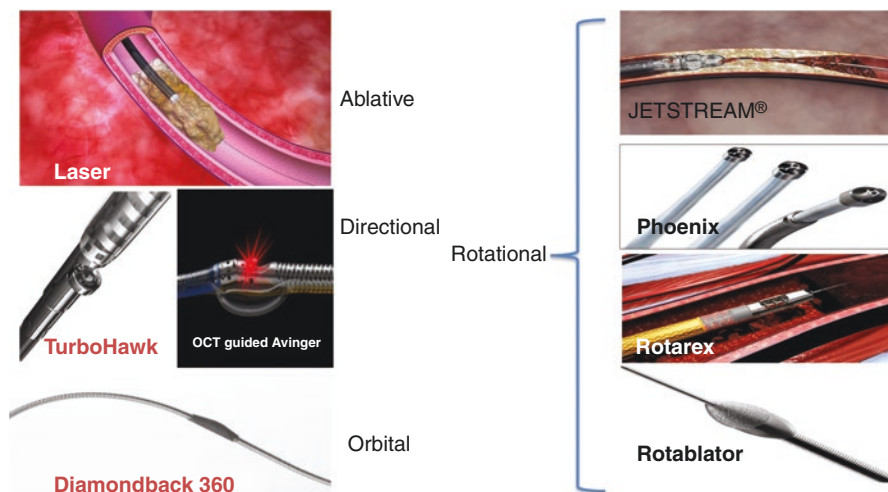 Laser
Ablative
TurboHawk
OCT guided Avinger
Directional
Diamondback 360
Orbital
Rotational
JETSTREAM®
Phoenix
Rotarex
Rotablator